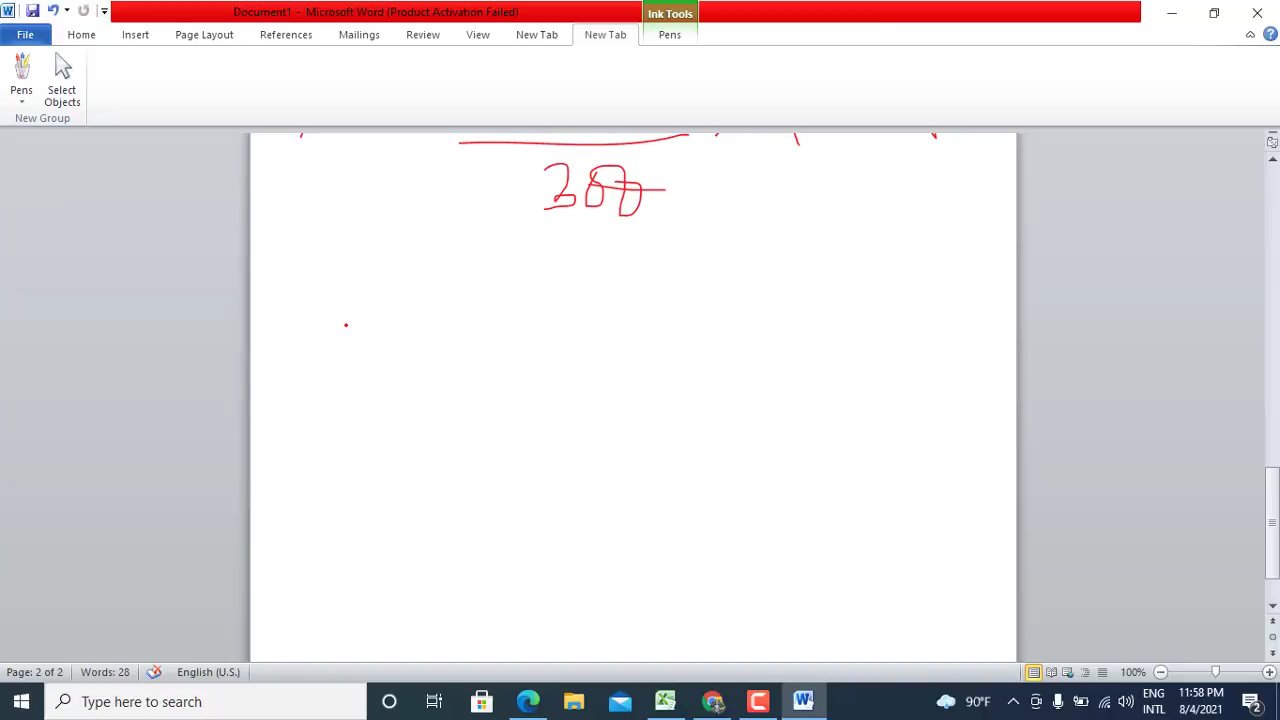 Document1 - Microsoft Word (Product Activation Failed)
Ink Tools
File Home Insert Page Layout References Mailings Review View New Tab New Tab Pens
Pens
Select Objects
New Group
300
Page: 2 of 2 Words: 28 English (U.S.) 100%
Type here to search
90°F
ENG
INTL
11:58 PM
8/4/2021
2